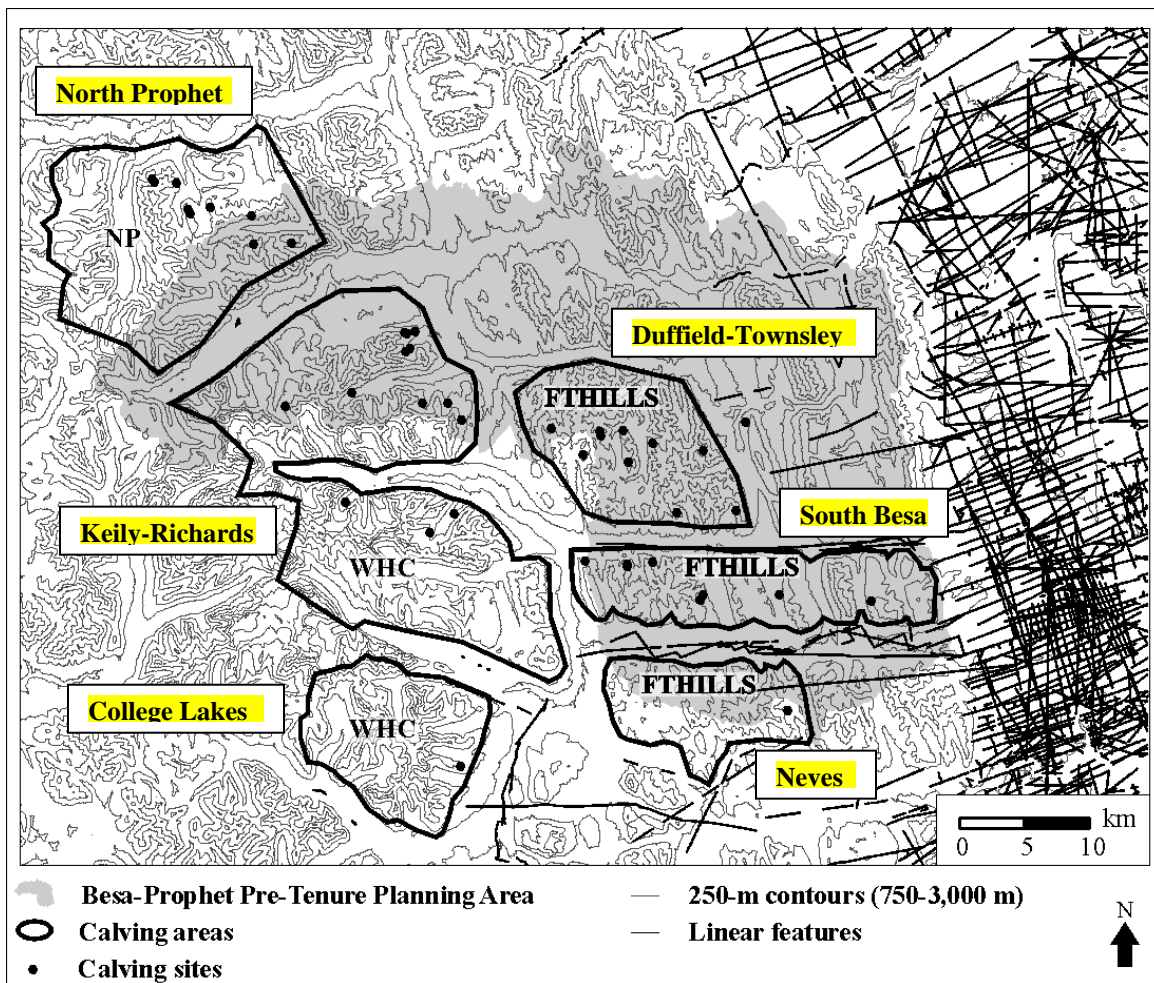 North Prophet
NP
Duffield-Townsley
FTHILLS
South Besa
Keily-Richards
WHC
FTHILLS
FTHILLS
College Lakes
WHC
Neves
km
0 5 10
Besa-Prophet Pre-Tenure Planning Area
250-m contours (750-3,000 m)
Calving areas
Linear features
Calving sites
N